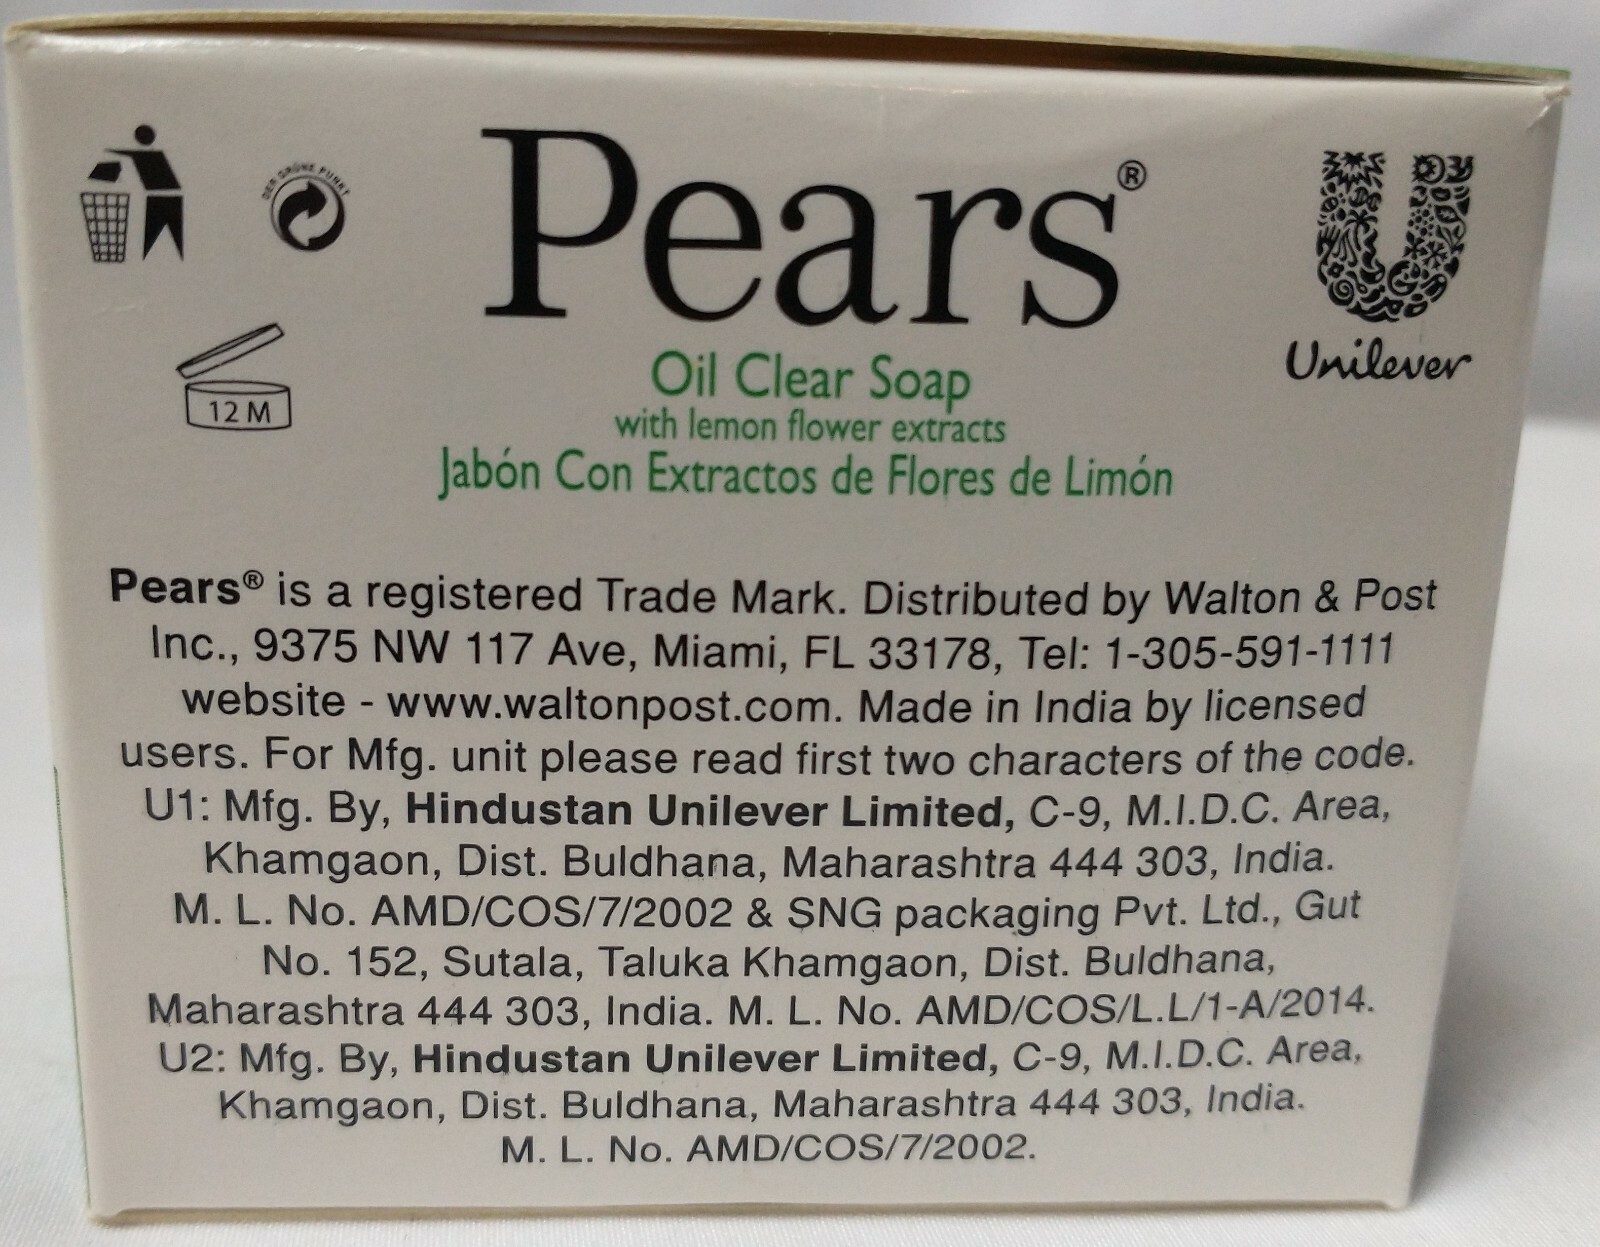 DER GRÜNE PUNKT
Pears®
Unilever
12 M
Oil Clear Soap
with lemon flower extracts
Jabón Con Extractos de Flores de Limón
Pears® is a registered Trade Mark. Distributed by Walton & Post
Inc., 9375 NW 117 Ave, Miami, FL 33178, Tel: 1-305-591-1111
website - www.waltonpost.com. Made in India by licensed
users. For Mfg. unit please read first two characters of the code.
U1: Mfg. By, Hindustan Unilever Limited, C-9, M.I.D.C. Area,
Khamgaon, Dist. Buldhana, Maharashtra 444 303, India.
M. L. No. AMD/COS/7/2002 & SNG packaging Pvt. Ltd., Gut
No. 152, Sutala, Taluka Khamgaon, Dist. Buldhana,
Maharashtra 444 303, India. M. L. No. AMD/COS/L.L/1-A/2014.
U2: Mfg. By, Hindustan Unilever Limited, C-9, M.I.D.C. Area,
Khamgaon, Dist. Buldhana, Maharashtra 444 303, India.
M. L. No. AMD/COS/7/2002.